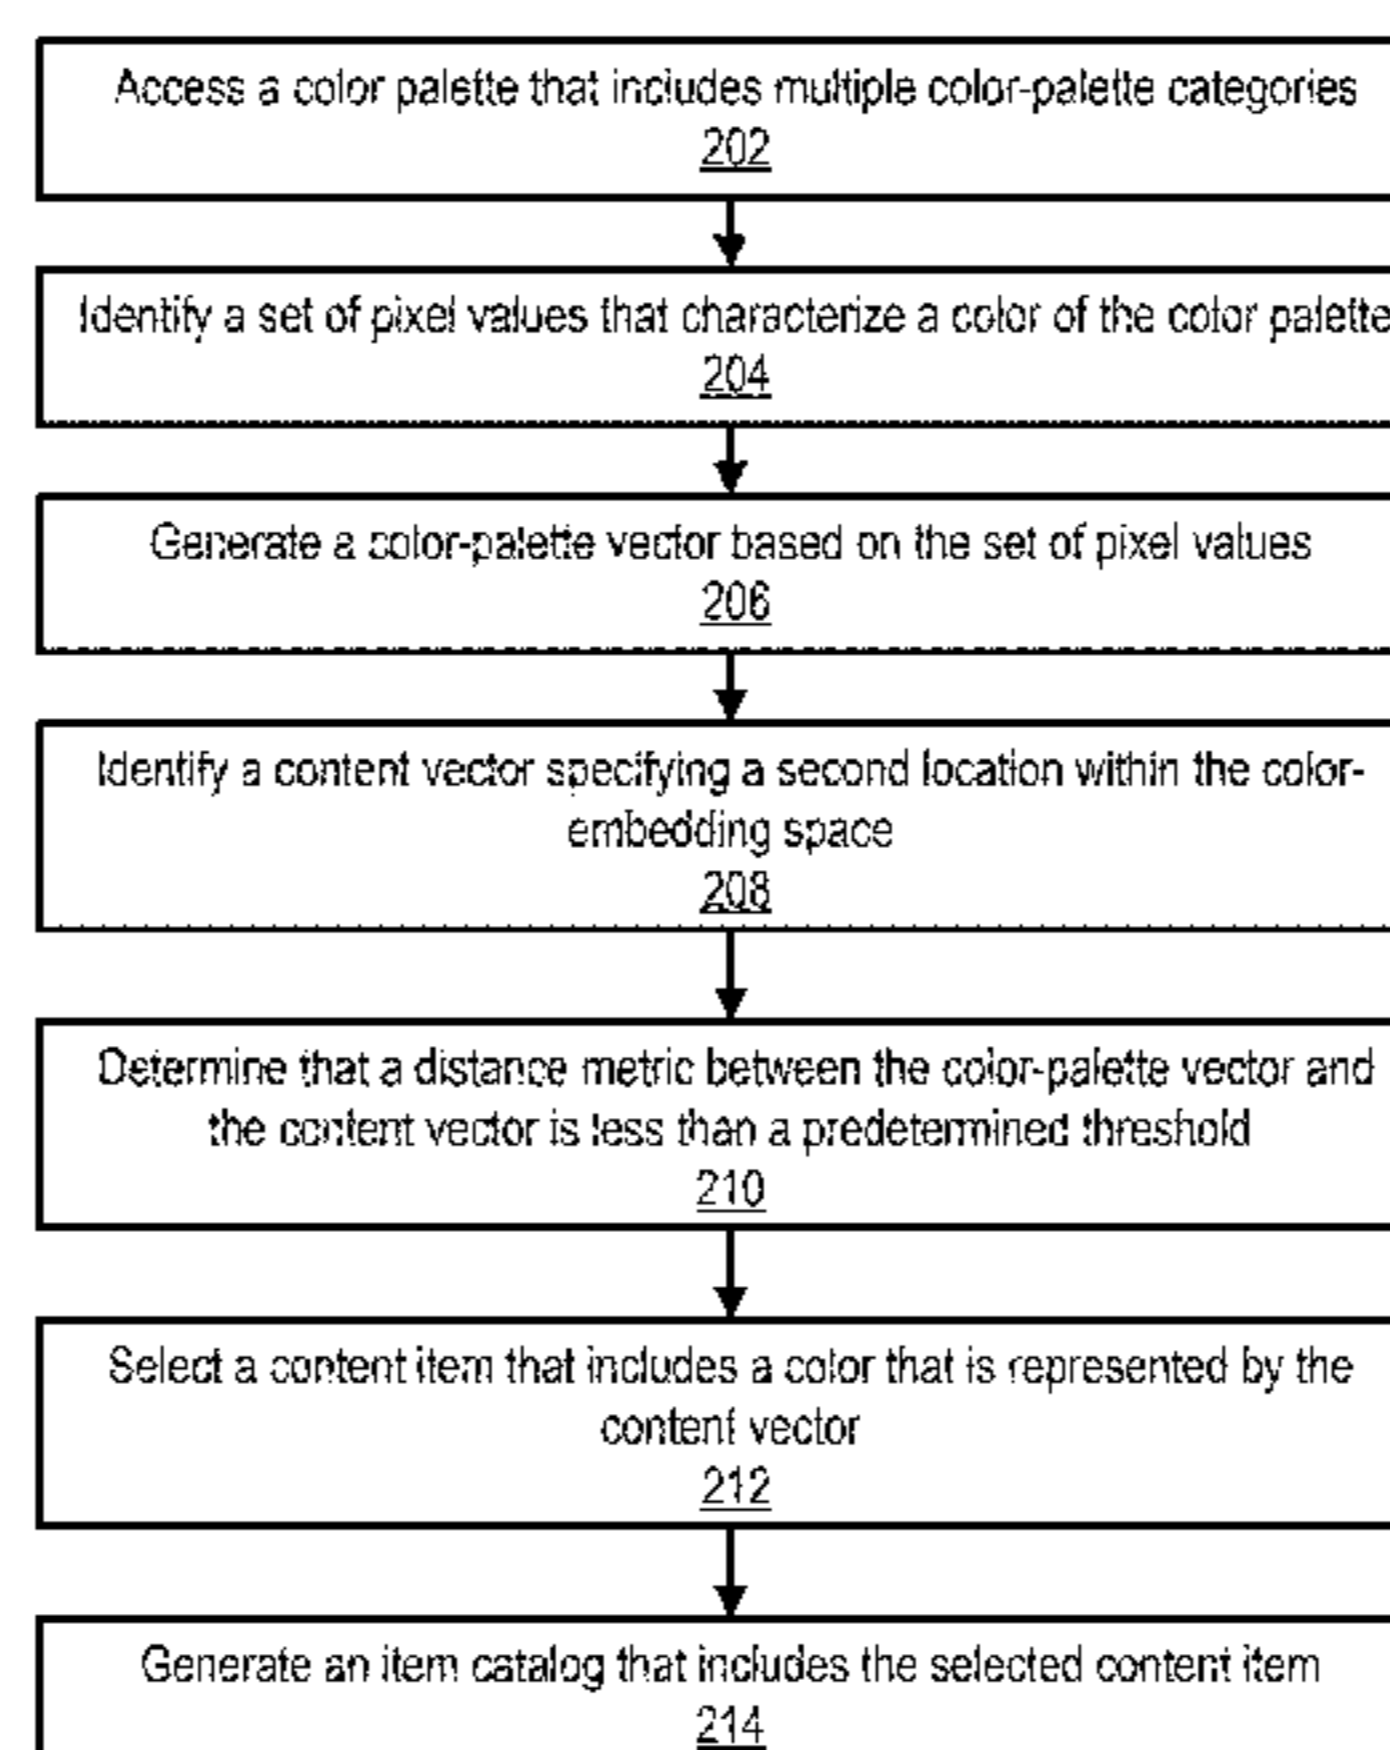 Access a color palette that includes multiple color-palette categories
202
Identify a set of pixel values that characterize a color of the color palette
204
Generate a color-palette vector based on the set of pixel values
206
Identify a content vector specifying a second location within the color-
embedding space
208
Determine that a distance metric between the color-palette vector and
the content vector is less than a predetermined threshold
210
Select a content item that includes a color that is represented by the
content vector
212
Generate an item catalog that includes the selected content item
214